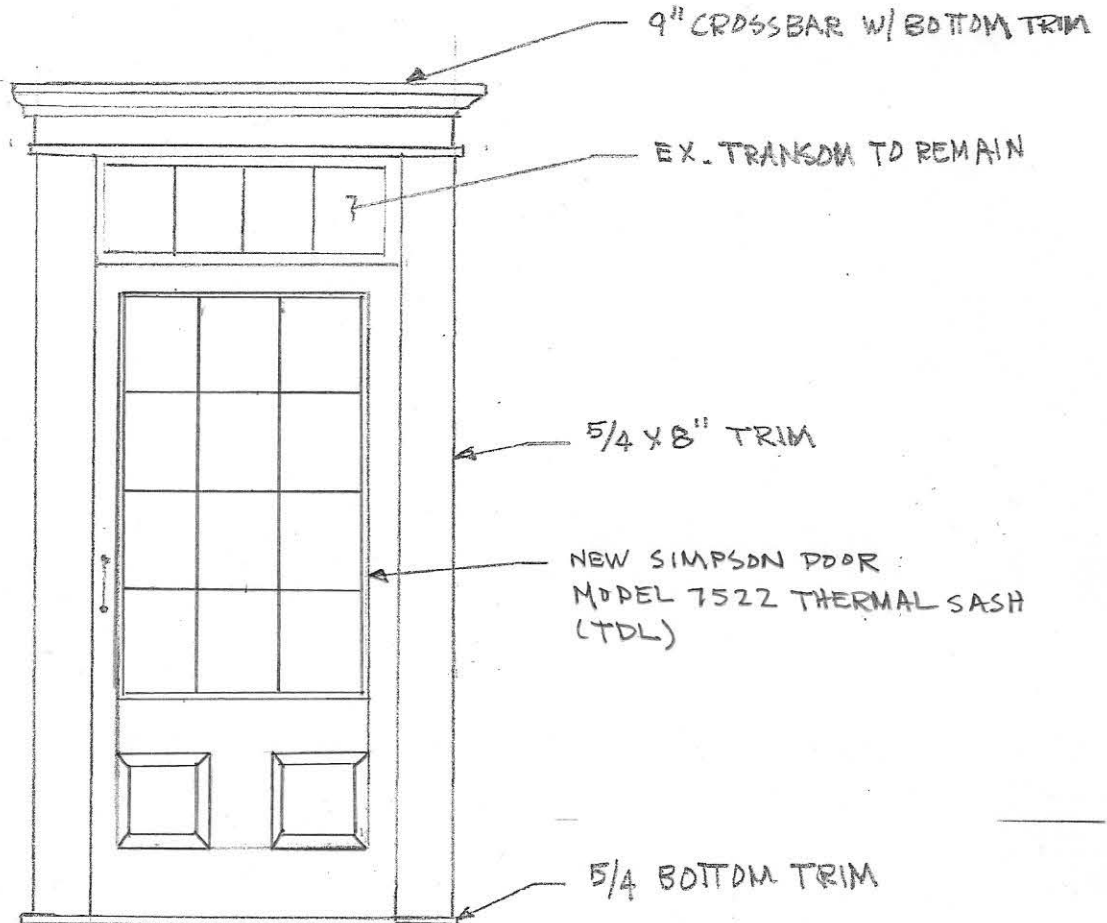 9" CROSSBAR W/ BOTTOM TRIM
EX. TRANSOM TO REMAIN
5/4 X 8" TRIM
NEW SIMPSON DOOR
MODEL 7522 THERMAL SASH
(TDL)
5/4 BOTTOM TRIM